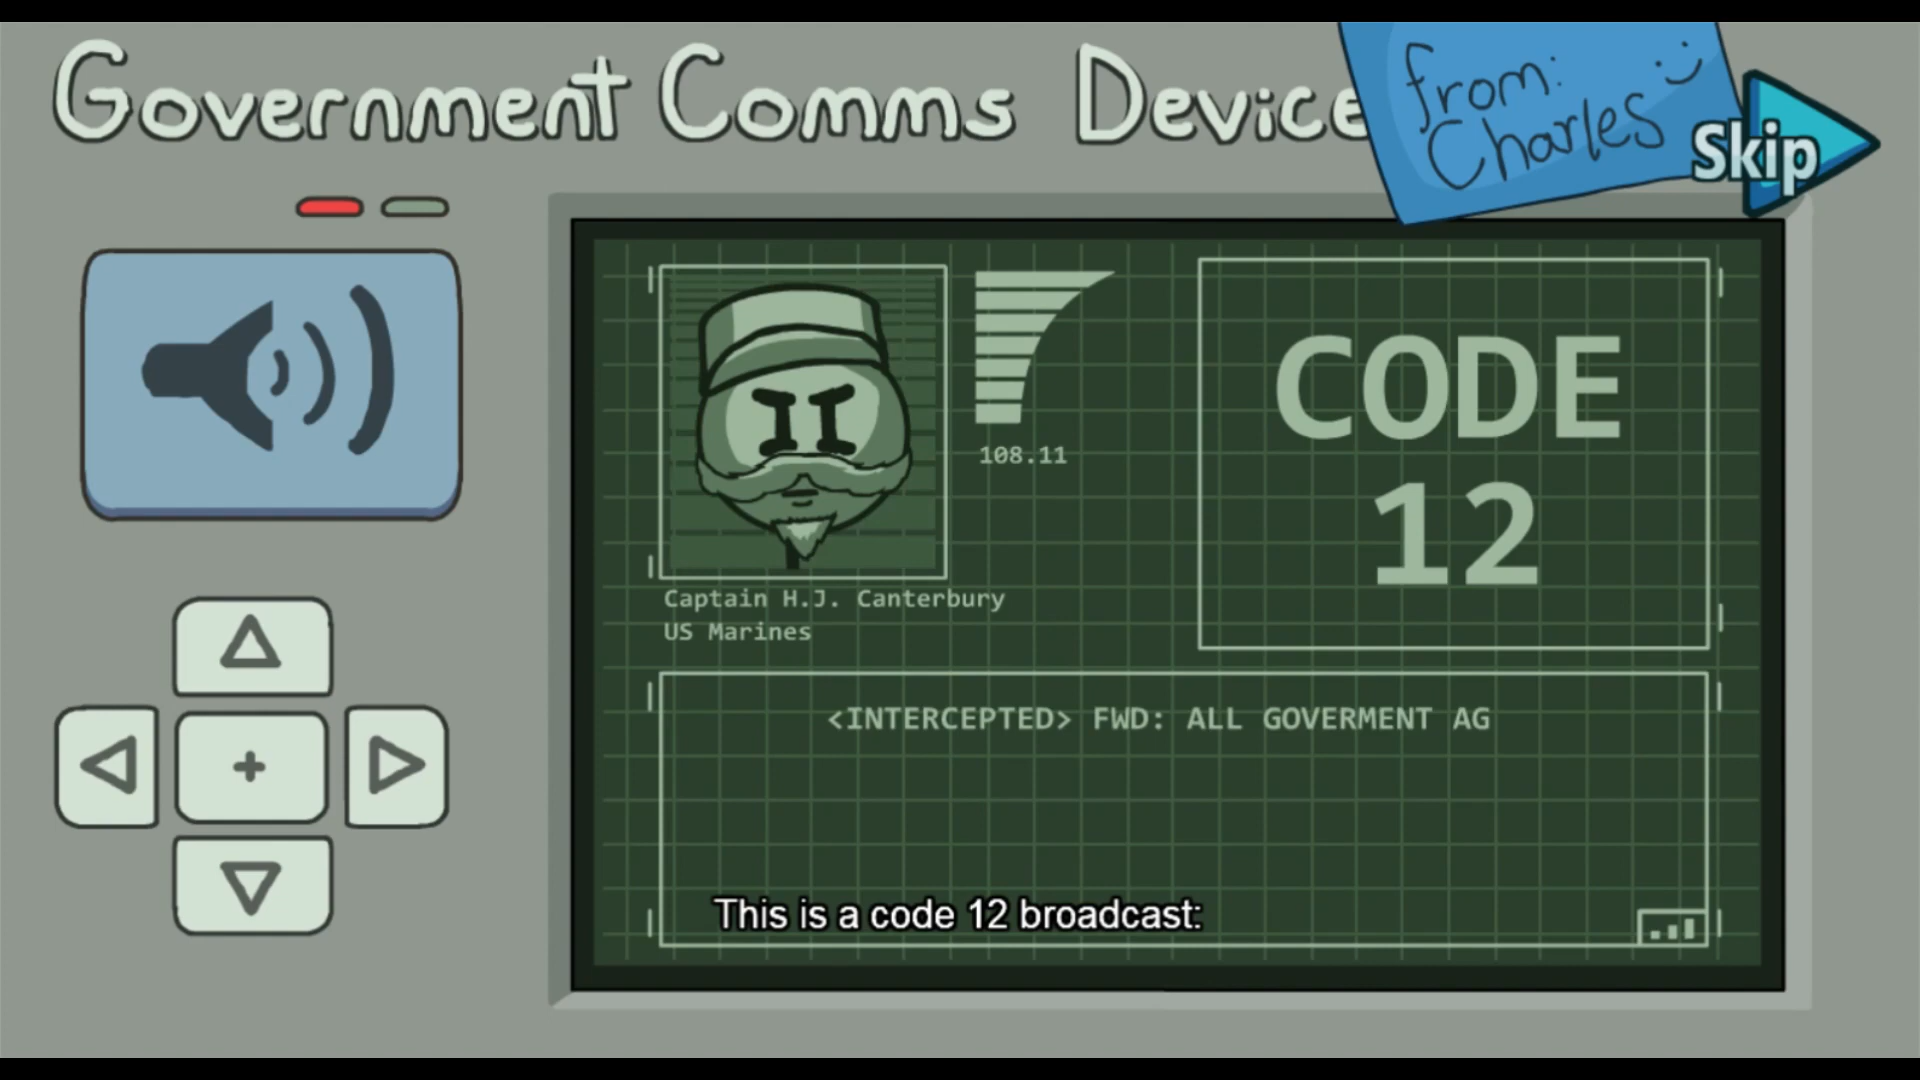 Government Comms Device
from: :)
Charles
Skip
CODE
12
108.11
Captain H.J. Canterbury
US Marines
<INTERCEPTED> FWD: ALL GOVERMENT AG
This is a code 12 broadcast: